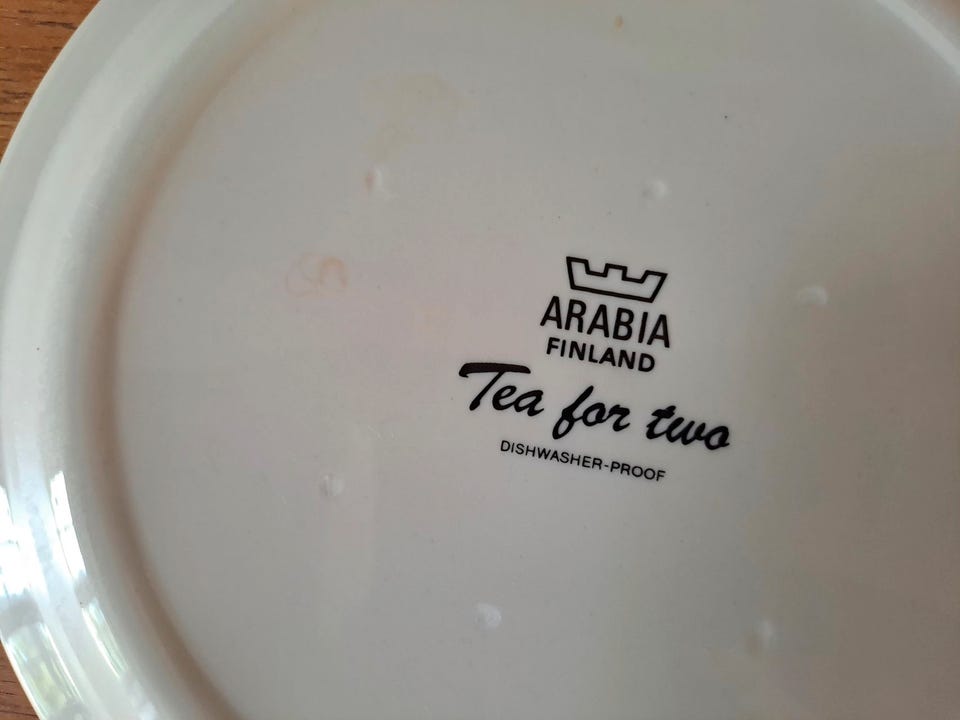 ARABIA
FINLAND
Tea for two
DISHWASHER-PROOF